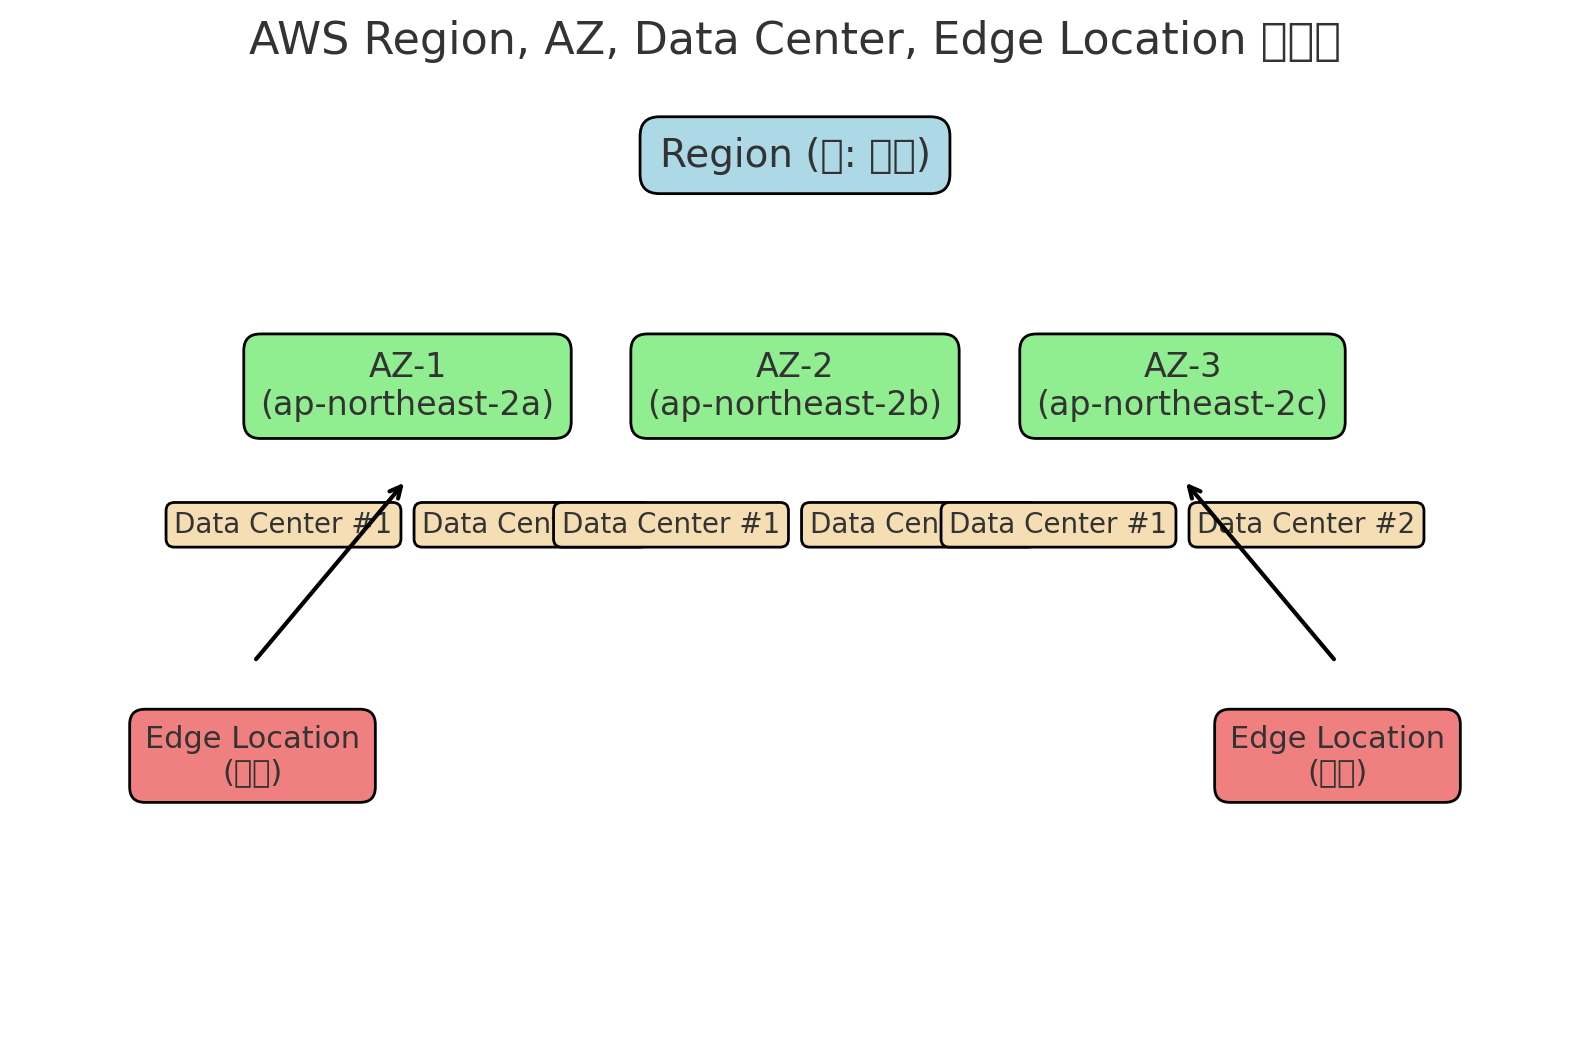 AWS Region, AZ, Data Center, Edge Location □□□
Region (□: □□)
AZ-1
(ap-northeast-2a)
AZ-2
(ap-northeast-2b)
AZ-3
(ap-northeast-2c)
Data Center #1
Data Cen
Data Center #1
Data Cen
Data Center #1
Data Center #2
Edge Location
(□□)
Edge Location
(□□)